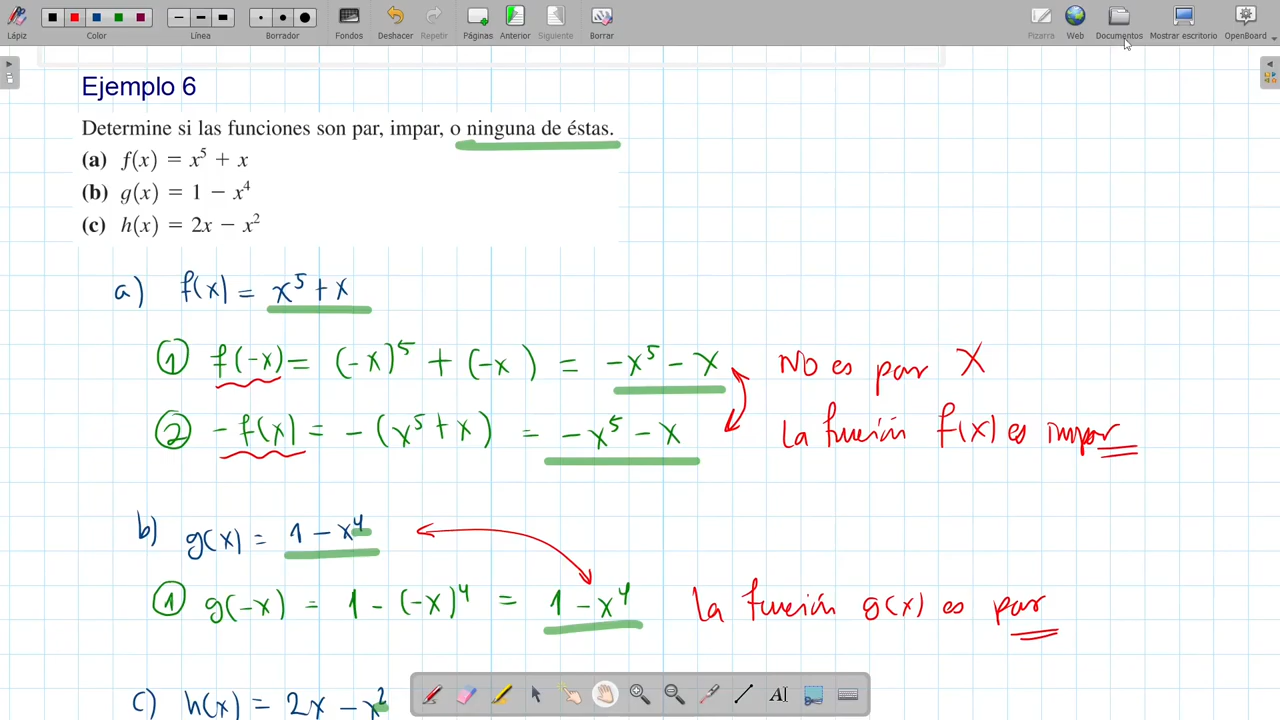 Lápiz Color Línea Borrador Fondos Deshacer Repetir Páginas Anterior Siguiente Borrar Pizarra Web Documentos Mostrar escritorio OpenBoard
Ejemplo 6
Determine si las funciones son par, impar, o ninguna de éstas.
(a) f(x) = x⁵ + x
(b) g(x) = 1 − x⁴
(c) h(x) = 2x − x²
a) f(x) = x⁵ + x
① f(-x) = (-x)⁵ + (-x) = -x⁵ - x No es par X
② -f(x) = -(x⁵ + x) = -x⁵ - x La función f(x) es impar
b) g(x) = 1 - x⁴
① g(-x) = 1 - (-x)⁴ = 1 - x⁴ La función g(x) es par
c) h(x) = 2x - x²
AI